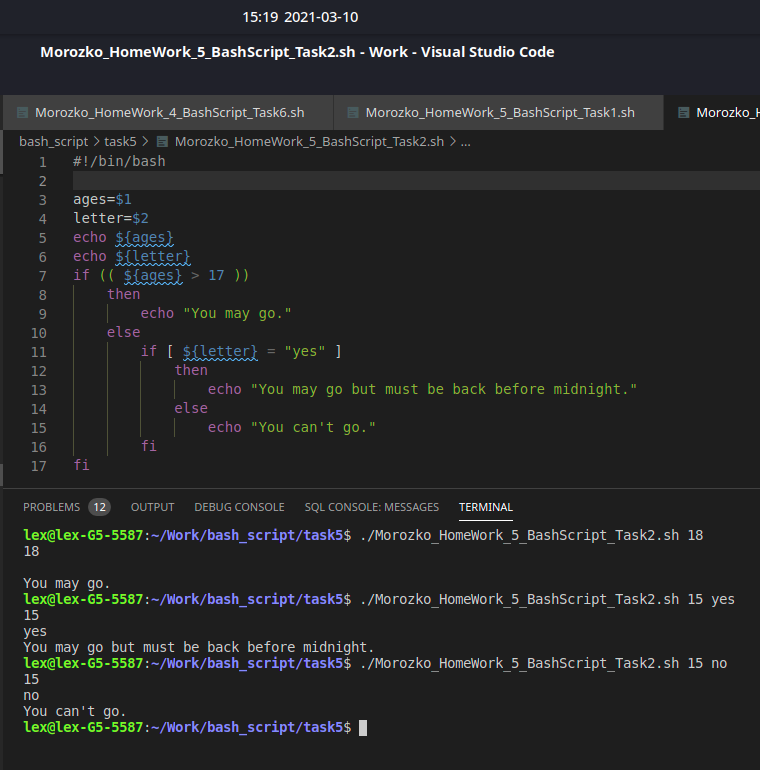 15:19 2021-03-10
Morozko_HomeWork_5_BashScript_Task2.sh - Work - Visual Studio Code
Morozko_HomeWork_4_BashScript_Task6.sh Morozko_HomeWork_5_BashScript_Task1.sh Morozko_H
bash_script > task5 > Morozko_HomeWork_5_BashScript_Task2.sh > ...
1 #!/bin/bash
2
3 ages=$1
4 letter=$2
5 echo ${ages}
6 echo ${letter}
7 if (( ${ages} > 17 ))
8 then
9 echo "You may go."
10 else
11 if [ ${letter} = "yes" ]
12 then
13 echo "You may go but must be back before midnight."
14 else
15 echo "You can't go."
16 fi
17 fi
PROBLEMS 12 OUTPUT DEBUG CONSOLE SQL CONSOLE: MESSAGES TERMINAL
lex@lex-G5-5587:~/Work/bash_script/task5$ ./Morozko_HomeWork_5_BashScript_Task2.sh 18
18
You may go.
lex@lex-G5-5587:~/Work/bash_script/task5$ ./Morozko_HomeWork_5_BashScript_Task2.sh 15 yes
15
yes
You may go but must be back before midnight.
lex@lex-G5-5587:~/Work/bash_script/task5$ ./Morozko_HomeWork_5_BashScript_Task2.sh 15 no
15
no
You can't go.
lex@lex-G5-5587:~/Work/bash_script/task5$